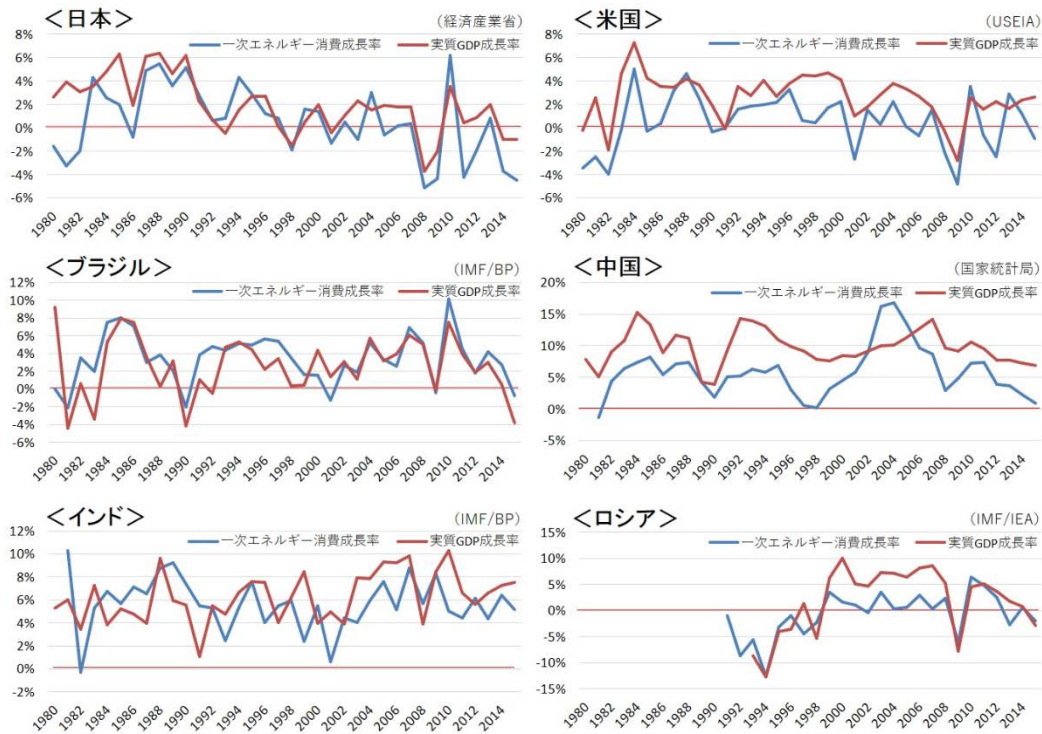 ＜日本＞ (経済産業省)
一次エネルギー消費成長率 実質GDP成長率
8%
6%
4%
2%
0%
-2%
-4%
-6%
1980 1982 1984 1986 1988 1990 1992 1994 1996 1998 2000 2002 2004 2006 2008 2010 2012 2014
＜米国＞ (USEIA)
一次エネルギー消費成長率 実質GDP成長率
8%
6%
4%
2%
0%
-2%
-4%
-6%
1980 1982 1984 1986 1988 1990 1992 1994 1996 1998 2000 2002 2004 2006 2008 2010 2012 2014
＜ブラジル＞ (IMF/BP)
一次エネルギー消費成長率 実質GDP成長率
12%
10%
8%
6%
4%
2%
0%
-2%
-4%
-6%
1980 1982 1984 1986 1988 1990 1992 1994 1996 1998 2000 2002 2004 2006 2008 2010 2012 2014
＜中国＞ (国家統計局)
一次エネルギー消費成長率 実質GDP成長率
20%
15%
10%
5%
0%
-5%
1980 1982 1984 1986 1988 1990 1992 1994 1996 1998 2000 2002 2004 2006 2008 2010 2012 2014
＜インド＞ (IMF/BP)
一次エネルギー消費成長率 実質GDP成長率
12%
10%
8%
6%
4%
2%
0%
-2%
1980 1982 1984 1986 1988 1990 1992 1994 1996 1998 2000 2002 2004 2006 2008 2010 2012 2014
＜ロシア＞ (IMF/IEA)
一次エネルギー消費成長率 実質GDP成長率
15%
10%
5%
0%
-5%
-10%
-15%
1980 1982 1984 1986 1988 1990 1992 1994 1996 1998 2000 2002 2004 2006 2008 2010 2012 2014